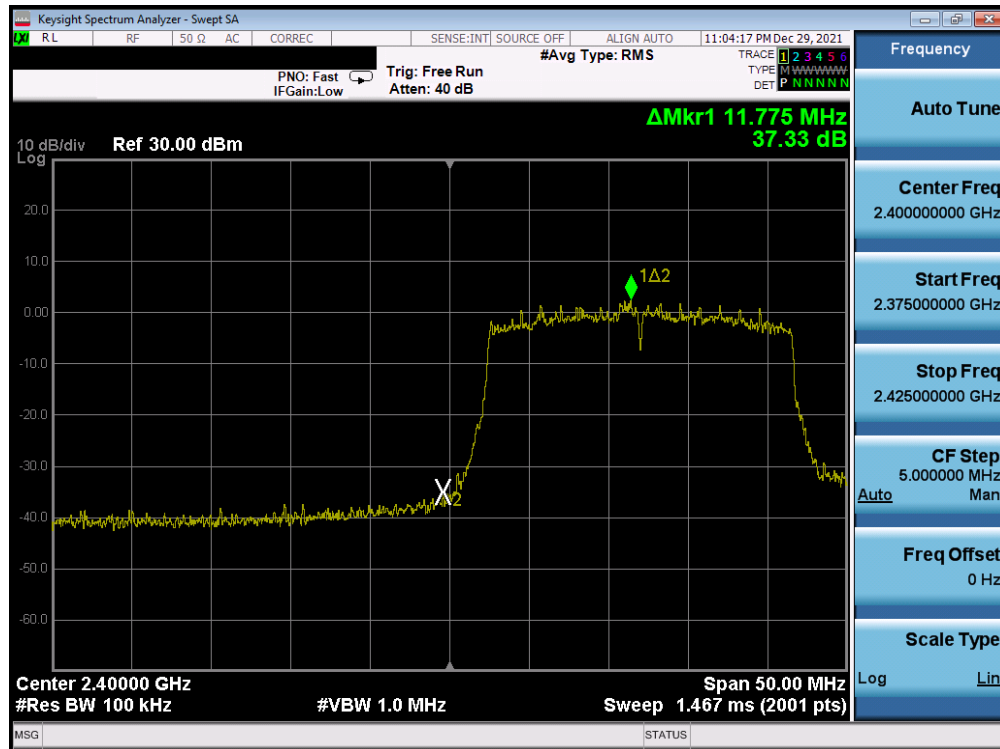 Keysight Spectrum Analyzer - Swept SA
LXI RL RF 50 Ω AC CORREC SENSE:INT SOURCE OFF ALIGN AUTO 11:04:17 PM Dec 29, 2021
PNO: Fast
IFGain:Low
Trig: Free Run
Atten: 40 dB
#Avg Type: RMS
TRACE 1 2 3 4 5 6
TYPE M W W W W W
DET P N N N N N
ΔMkr1 11.775 MHz
37.33 dB
10 dB/div
Log
Ref 30.00 dBm
20.0
10.0
0.00
-10.0
-20.0
-30.0
-40.0
-50.0
-60.0
1Δ2
X2
Center 2.40000 GHz
Span 50.00 MHz
#Res BW 100 kHz
#VBW 1.0 MHz
Sweep 1.467 ms (2001 pts)
MSG
STATUS
Frequency
Auto Tune
Center Freq
2.400000000 GHz
Start Freq
2.375000000 GHz
Stop Freq
2.425000000 GHz
CF Step
5.000000 MHz
Auto Man
Freq Offset
0 Hz
Scale Type
Log Lin